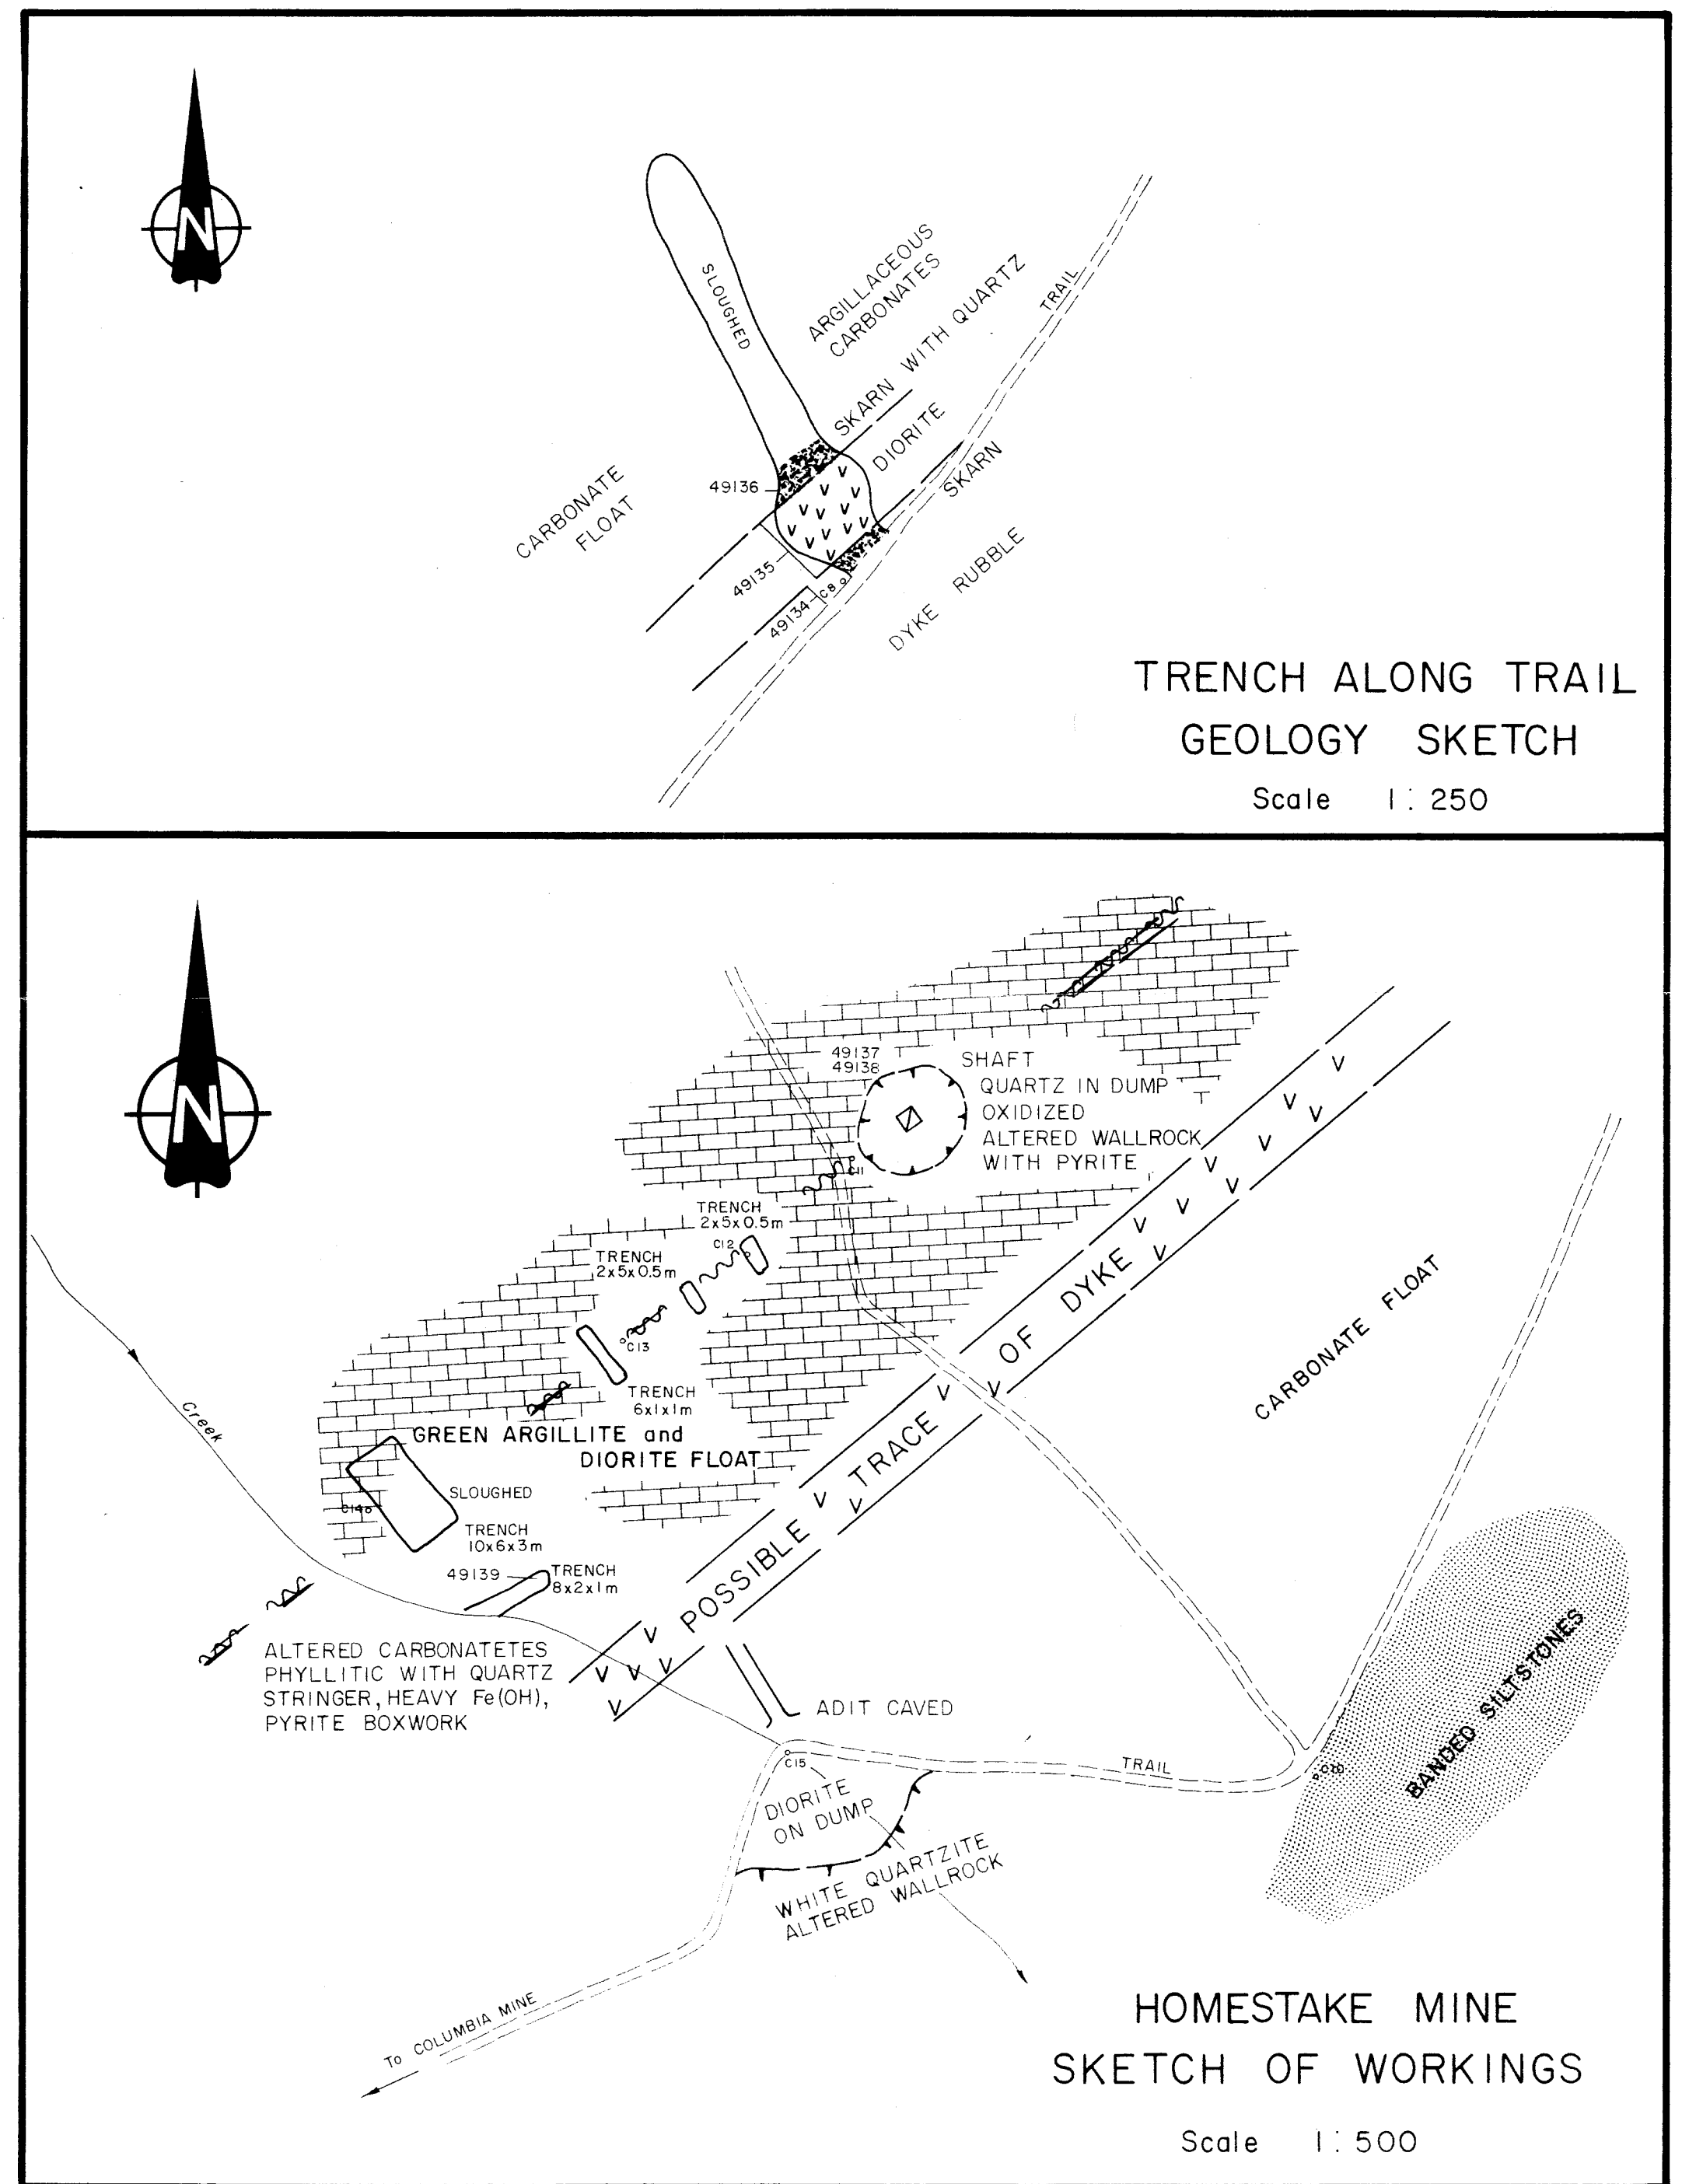 N
SLOUGHED
ARGILLACEOUS
CARBONATES
SKARN WITH QUARTZ
TRAIL
DIORITE
SKARN
CARBONATE
FLOAT
49136
49135
49134
C8
DYKE RUBBLE
TRENCH ALONG TRAIL
GEOLOGY SKETCH
Scale 1:250
N
49137
49138
SHAFT
QUARTZ IN DUMP
OXIDIZED
ALTERED WALLROCK
WITH PYRITE
C11
TRENCH
2x5x0.5m
C12
TRENCH
2x5x0.5m
C13
TRENCH
6x1x1m
GREEN ARGILLITE and
DIORITE FLOAT
Creek
SLOUGHED
C14
TRENCH
10x6x3m
49139
TRENCH
8x2x1m
POSSIBLE TRACE OF DYKE
CARBONATE FLOAT
ALTERED CARBONATETES
PHYLLITIC WITH QUARTZ
STRINGER, HEAVY Fe(OH),
PYRITE BOXWORK
ADIT CAVED
C15
TRAIL
DIORITE
ON DUMP
WHITE QUARTZITE
ALTERED WALLROCK
BANDED SILTSTONES
To COLUMBIA MINE
HOMESTAKE MINE
SKETCH OF WORKINGS
Scale 1:500